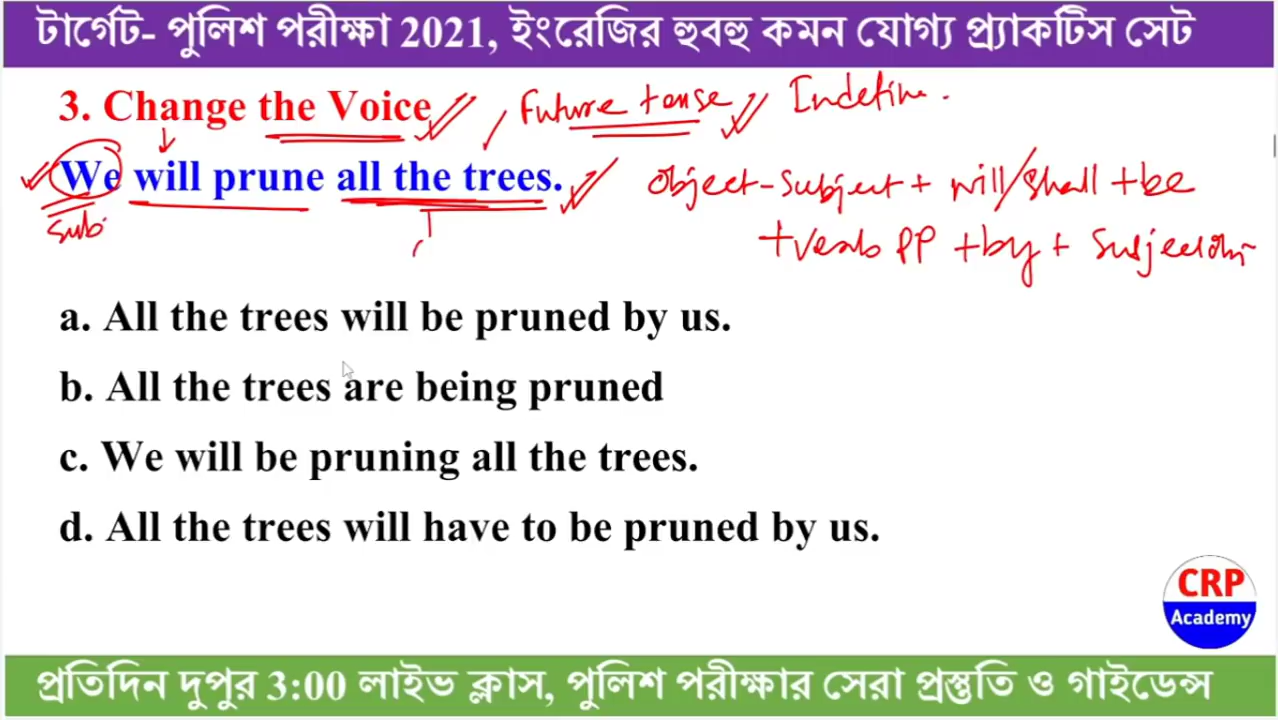 টার্গেট- পুলিশ পরীক্ষা 2021, ইংরেজির হুবহু কমন যোগ্য প্র্যাকটিস সেট
3. Change the Voice Future tense Indefin.
We will prune all the trees. Object-Subject + will/shall +be
Sub +Verb PP +by +
a. All the trees will be pruned by us.
b. All the trees are being pruned
c. We will be pruning all the trees.
d. All the trees will have to be pruned by us.
CRP
Academy
প্রতিদিন দুপুর 3:00 লাইভ ক্লাস, পুলিশ পরীক্ষার সেরা প্রস্তুতি ও গাইডেন্স